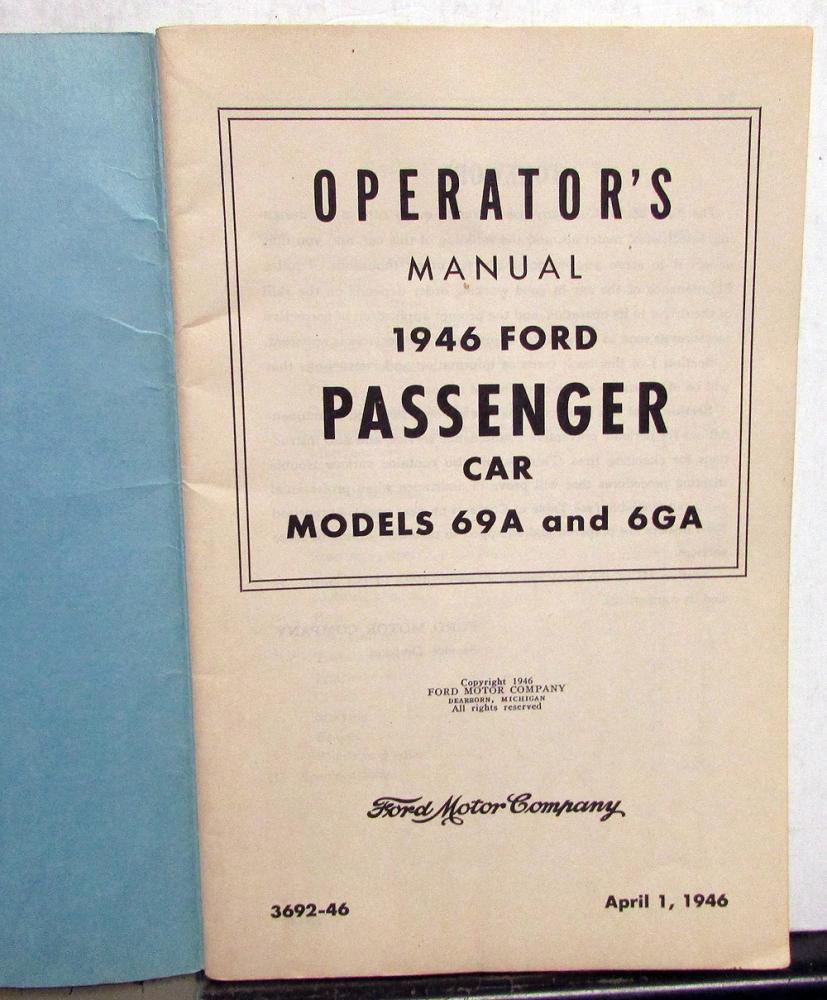 OPERATOR'S
MANUAL
1946 FORD
PASSENGER
CAR
MODELS 69A and 6GA
Copyright 1946
FORD MOTOR COMPANY
DEARBORN, MICHIGAN
All rights reserved
Ford Motor Company
3692-46
April 1, 1946